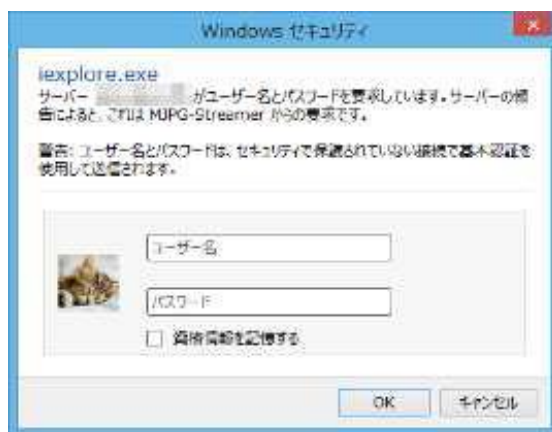 Windows セキュリティ
iexplore.exe
サーバー がユーザー名とパスワードを要求しています。サーバーの報
告によると、これは MJPG-Streamer からの要求です。
警告: ユーザー名とパスワードは、セキュリティで保護されていない接続で基本認証を
使用して送信されます。
ユーザー名
パスワード
資格情報を記憶する
OK キャンセル